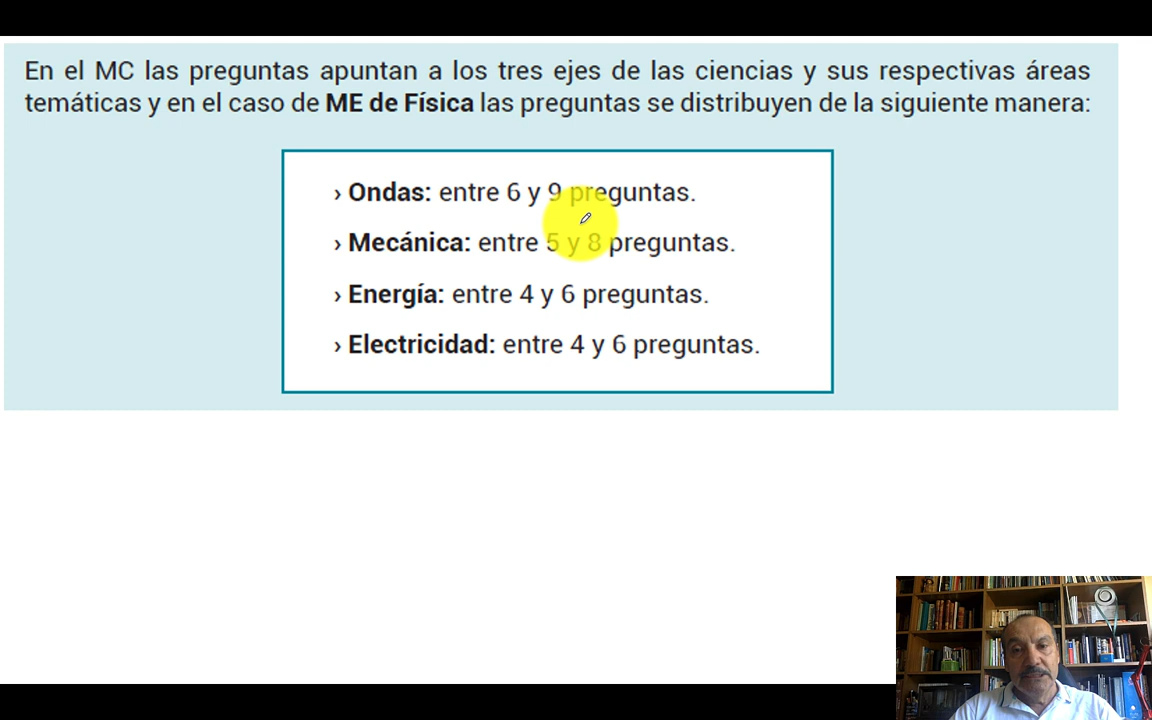 En el MC las preguntas apuntan a los tres ejes de las ciencias y sus respectivas áreas
temáticas y en el caso de ME de Física las preguntas se distribuyen de la siguiente manera:
› Ondas: entre 6 y 9 preguntas.
› Mecánica: entre 5 y 8 preguntas.
› Energía: entre 4 y 6 preguntas.
› Electricidad: entre 4 y 6 preguntas.